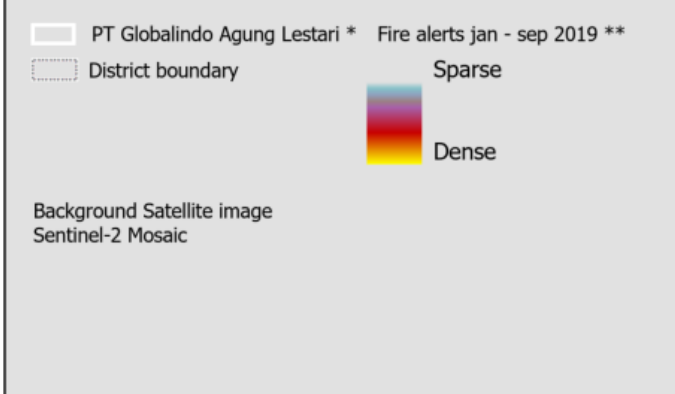 PT Globalindo Agung Lestari * Fire alerts jan - sep 2019 **
District boundary
Sparse
Dense
Background Satellite image
Sentinel-2 Mosaic